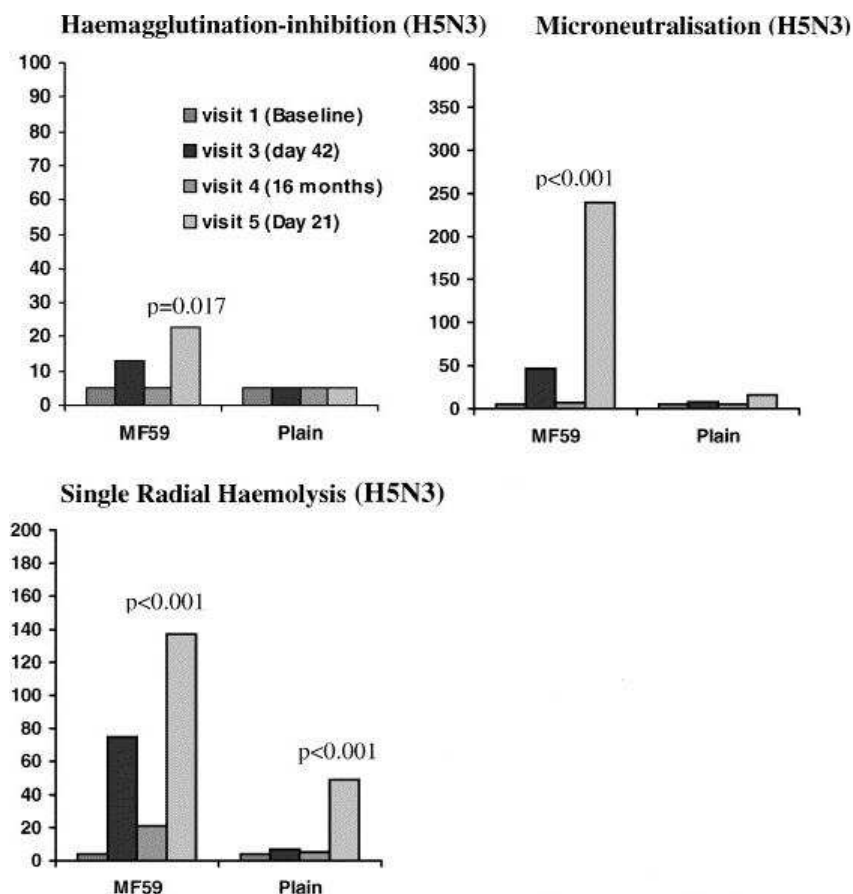 Haemagglutination-inhibition (H5N3)
100
90
80
70
60
50
40
30
20
10
0
visit 1 (Baseline)
visit 3 (day 42)
visit 4 (16 months)
visit 5 (Day 21)
p=0.017
MF59 Plain
Microneutralisation (H5N3)
400
350
300
250
200
150
100
50
0
p<0.001
MF59 Plain
Single Radial Haemolysis (H5N3)
200
180
160
140
120
100
80
60
40
20
0
p<0.001
p<0.001
MF59 Plain